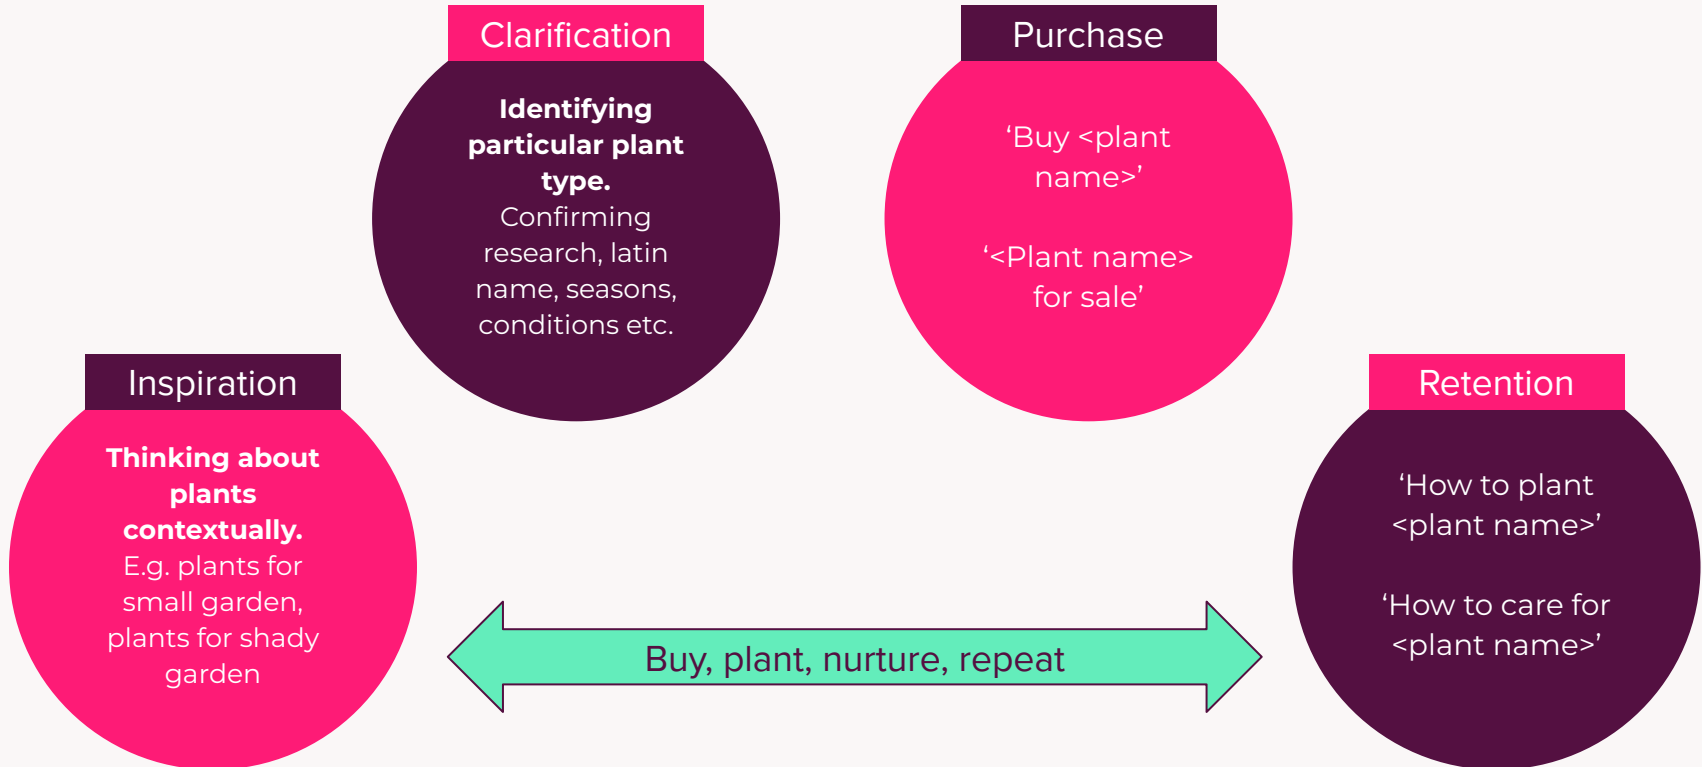 Inspiration
Thinking about
plants
contextually.
E.g. plants for
small garden,
plants for shady
garden
Clarification
Identifying
particular plant
type.
Confirming
research, latin
name, seasons,
conditions etc.
Purchase
‘Buy <plant
name>’
‘<Plant name>
for sale’
Retention
‘How to plant
<plant name>’
‘How to care for
<plant name>’
Buy, plant, nurture, repeat